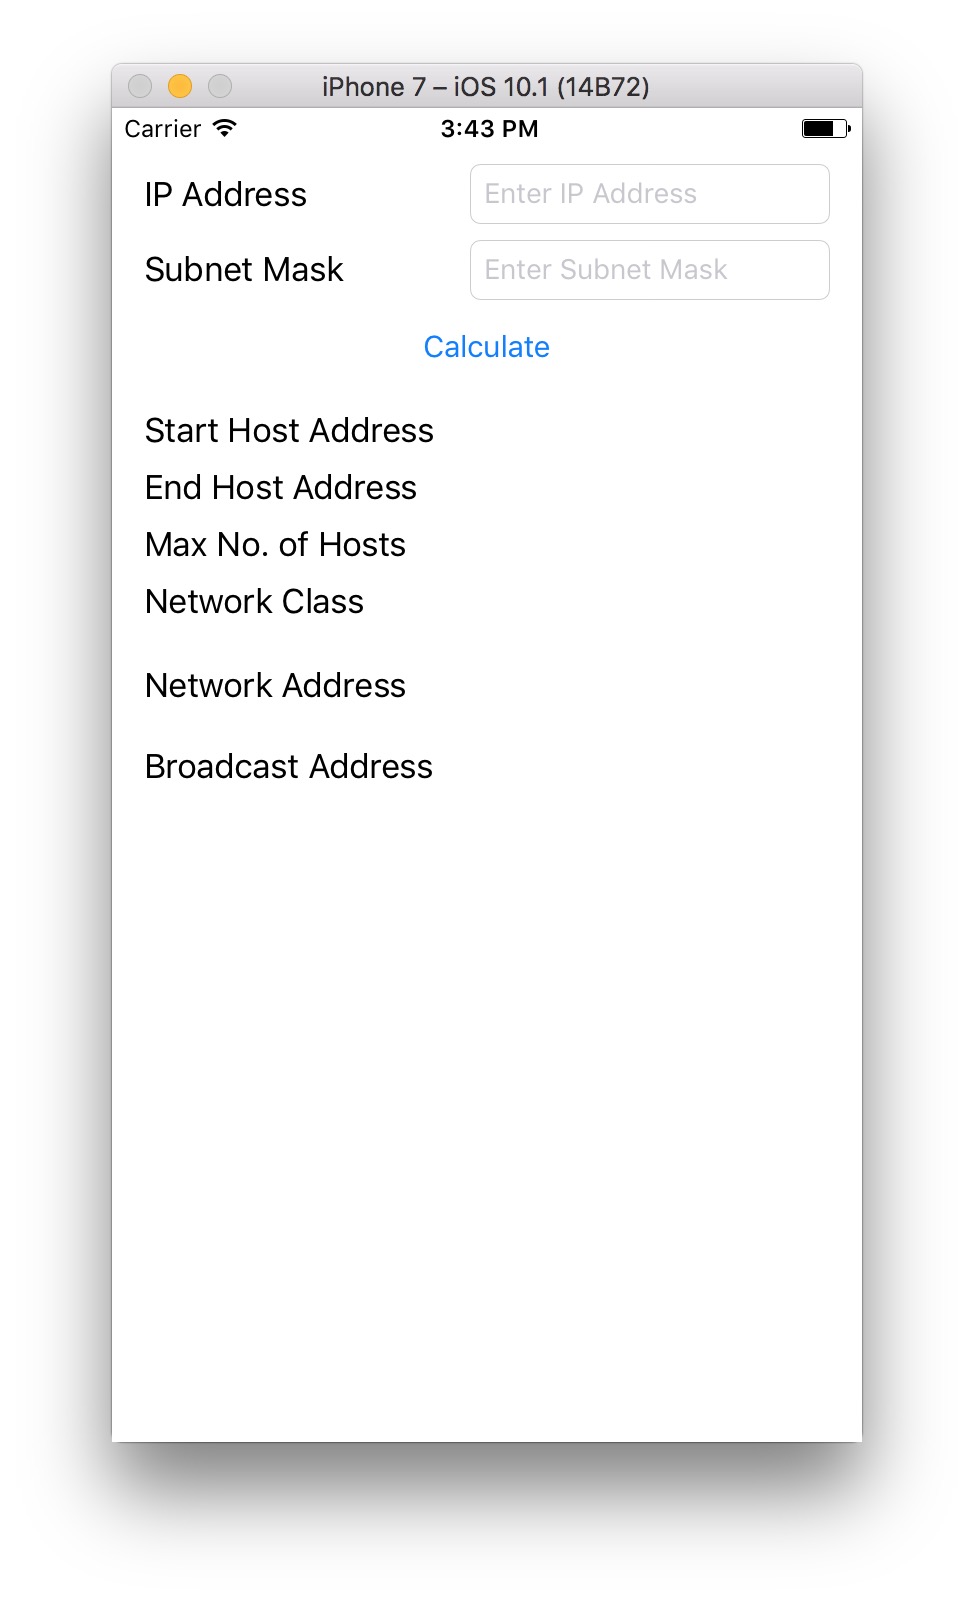 iPhone 7 – iOS 10.1 (14B72)
Carrier 3:43 PM
IP Address Enter IP Address
Subnet Mask Enter Subnet Mask
Calculate
Start Host Address
End Host Address
Max No. of Hosts
Network Class
Network Address
Broadcast Address